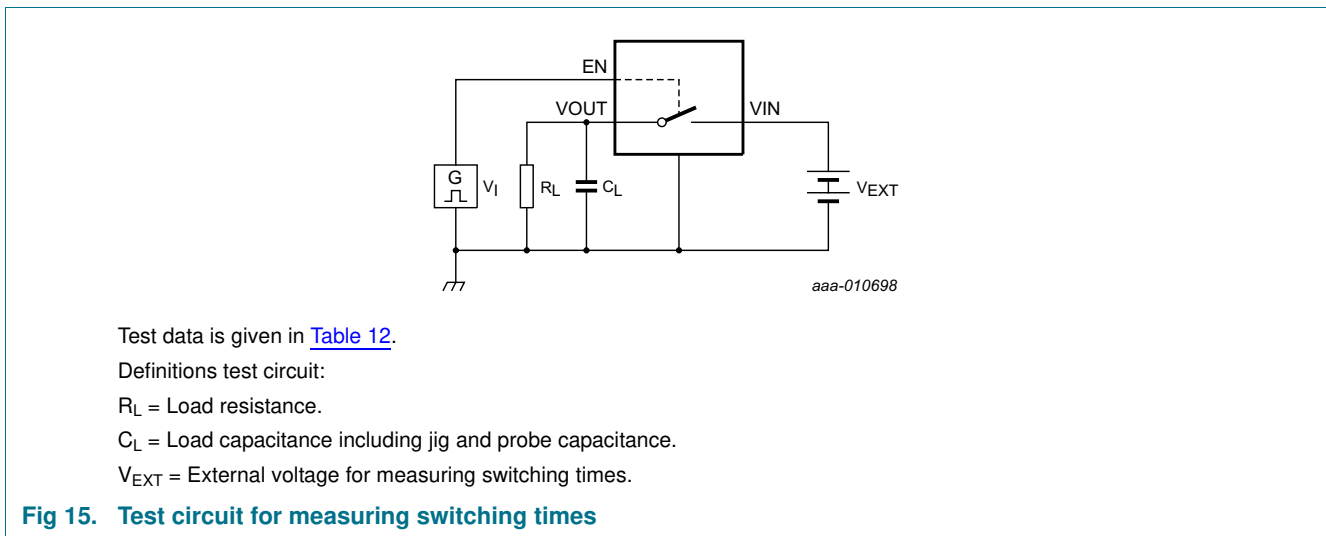 EN
VOUT
VIN
G
VI
RL
CL
VEXT
aaa-010698
Test data is given in Table 12.
Definitions test circuit:
RL = Load resistance.
CL = Load capacitance including jig and probe capacitance.
VEXT = External voltage for measuring switching times.
Fig 15. Test circuit for measuring switching times